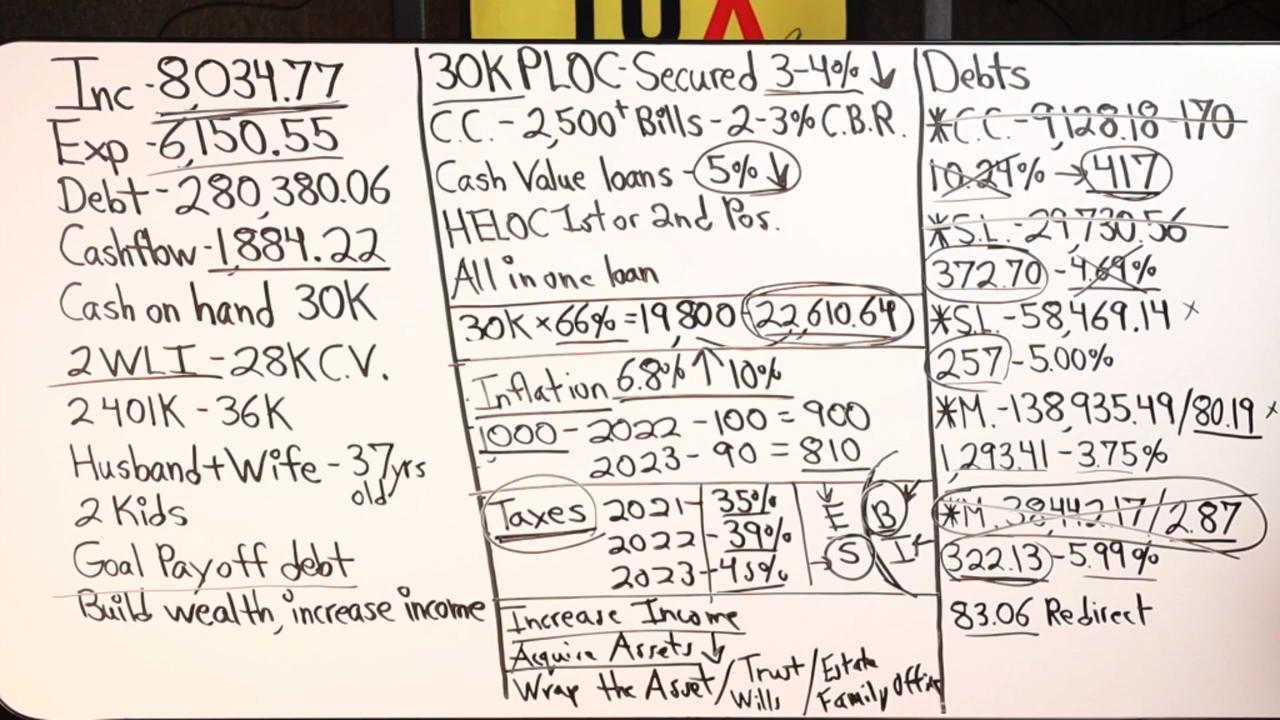 Inc - 8,034.77
Exp - 6,150.55
Debt - 280,380.06
Cashflow - 1,884.22
Cash on hand 30K
2 WLI - 28K C.V.
2 401K - 36K
Husband + Wife - 37 yrs old
2 Kids
Goal Payoff debt
Build wealth, increase income
30K PLOC - Secured 3-4% ↓
C.C. - 2,500+ Bills - 2-3% C.B.R.
Cash Value loans - 5% ↓
HELOC 1st or 2nd Pos.
All in one loan
30K × 66% = 19,800 - 22,610.64
Inflation 6.8% ↑ 10%
1000 - 2022 - 100 = 900
2023 - 90 = 810
Taxes 2021 - 35%
2022 - 39%
2023 - 45%
E B
S I
Increase Income
Acquire Assets ↓
Wrap the Asset / Trust Wills / Estate Family Office
Debts
*C.C. - 9,128.18 - 170
10.24% → 417
*S.L. - 29,730.56
372.70 - 4.69%
*S.L. - 58,469.14 x
257 - 5.00%
*M. - 138,935.49 / 80.19 x
1,293.41 - 3.75%
*M. 38,442.17 / 2.87
322.13 - 5.99%
83.06 Redirect